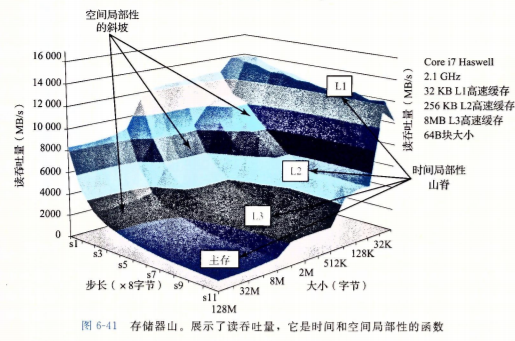 空间局部性
的斜坡
16 000
14 000
12 000
10 000
8000
6000
4000
2000
0
读吞吐量（MB/s）
s1
s3
s5
s7
s9
s11
步长（×8字节）
128M
32M
8M
2M
512K
128K
32K
大小（字节）
L1
L2
L3
主存
读吞吐量（MB/s）
Core i7 Haswell
2.1 GHz
32 KB L1高速缓存
256 KB L2高速缓存
8MB L3高速缓存
64B块大小
时间局部性
山脊
图 6-41 存储器山。展示了读吞吐量，它是时间和空间局部性的函数